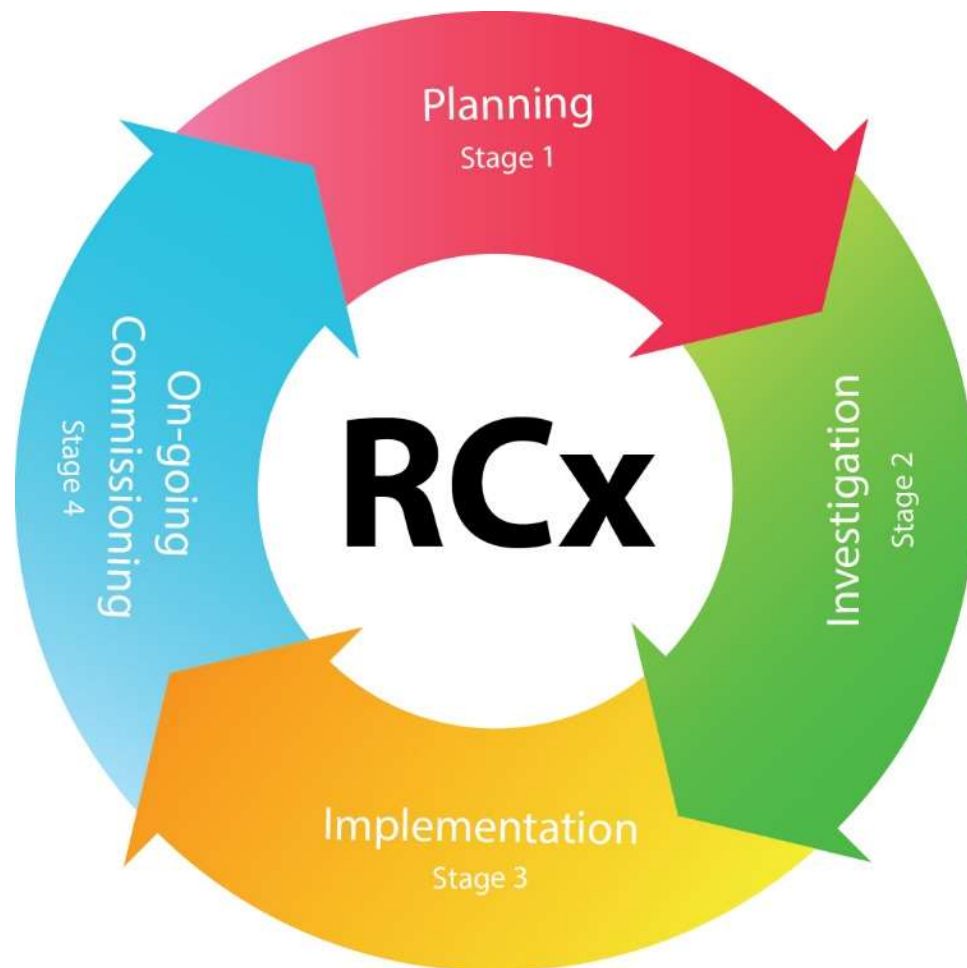 Planning
Stage 1
Investigation
Stage 2
Implementation
Stage 3
On-going
Commissioning
Stage 4
RCx